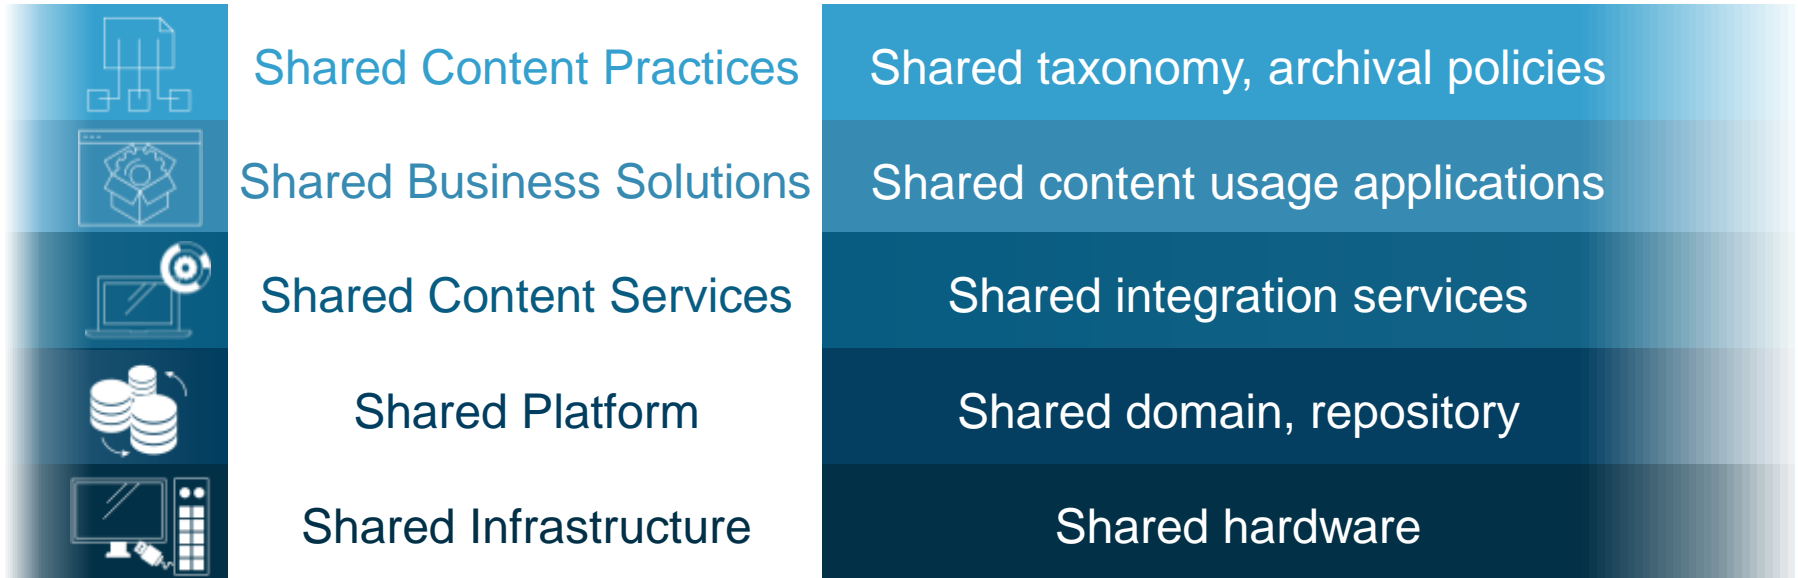 Shared Content Practices
Shared taxonomy, archival policies
Shared Business Solutions
Shared content usage applications
Shared Content Services
Shared integration services
Shared Platform
Shared domain, repository
Shared Infrastructure
Shared hardware